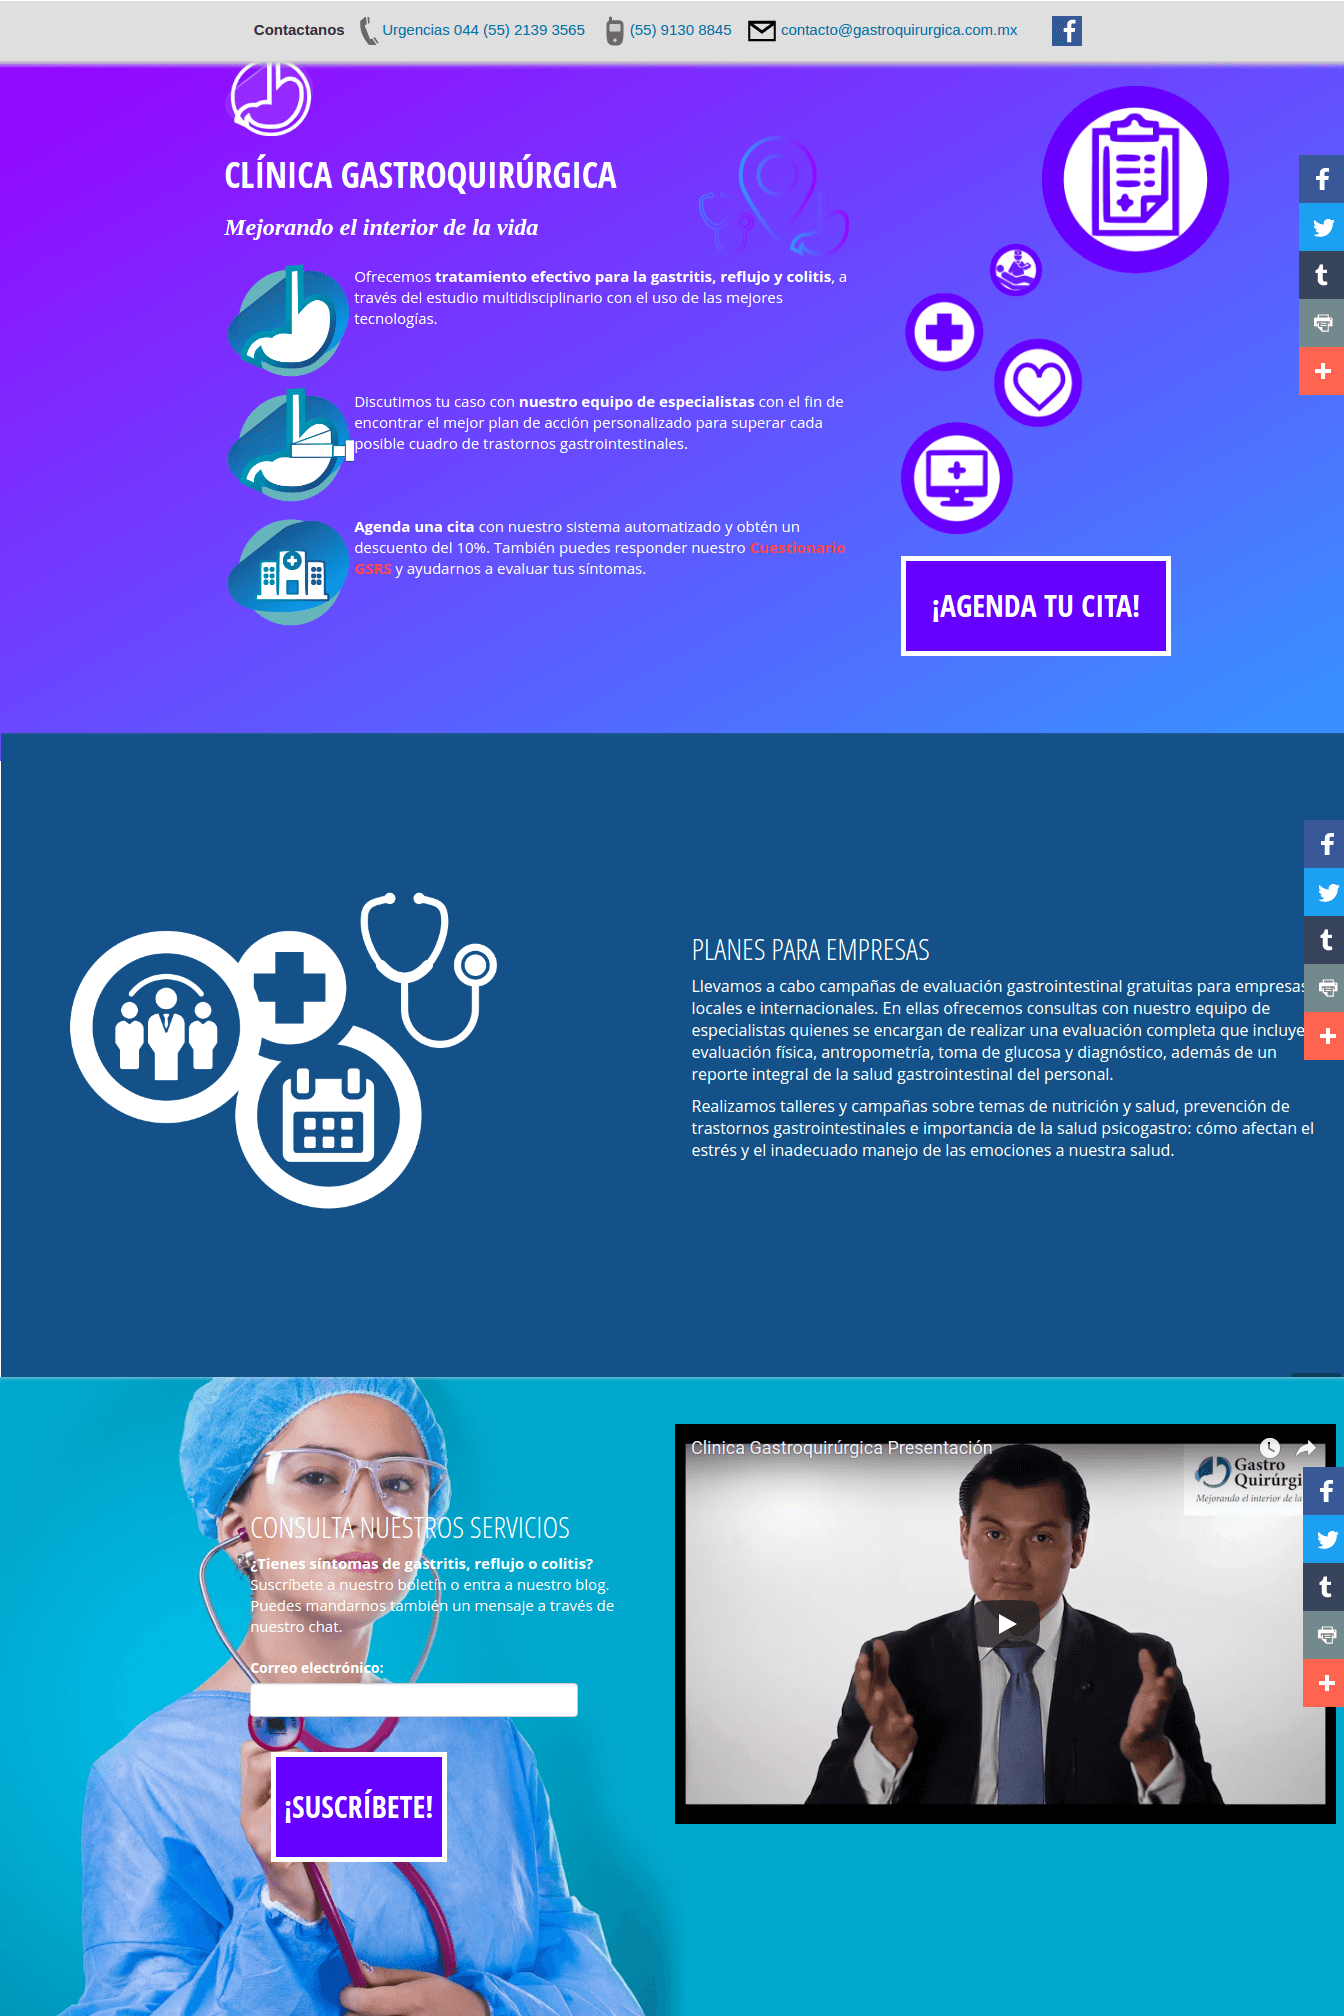 Contactanos Urgencias 044 (55) 2139 3565 (55) 9130 8845 contacto@gastroquirurgica.com.mx
CLÍNICA GASTROQUIRÚRGICA
Mejorando el interior de la vida
Ofrecemos tratamiento efectivo para la gastritis, reflujo y colitis, a
través del estudio multidisciplinario con el uso de las mejores
tecnologías.
Discutimos tu caso con nuestro equipo de especialistas con el fin de
encontrar el mejor plan de acción personalizado para superar cada
posible cuadro de trastornos gastrointestinales.
Agenda una cita con nuestro sistema automatizado y obtén un
descuento del 10%. También puedes responder nuestro Cuestionario
GSRS y ayudarnos a evaluar tus síntomas.
¡AGENDA TU CITA!
PLANES PARA EMPRESAS
Llevamos a cabo campañas de evaluación gastrointestinal gratuitas para empresas
locales e internacionales. En ellas ofrecemos consultas con nuestro equipo de
especialistas quienes se encargan de realizar una evaluación completa que incluye
evaluación física, antropometría, toma de glucosa y diagnóstico, además de un
reporte integral de la salud gastrointestinal del personal.
Realizamos talleres y campañas sobre temas de nutrición y salud, prevención de
trastornos gastrointestinales e importancia de la salud psicogastro: cómo afectan el
estrés y el inadecuado manejo de las emociones a nuestra salud.
CONSULTA NUESTROS SERVICIOS
¿Tienes síntomas de gastritis, reflujo o colitis?
Suscríbete a nuestro boletín o entra a nuestro blog.
Puedes mandarnos también un mensaje a través de
nuestro chat.
Correo electrónico:
¡SUSCRÍBETE!
Clinica Gastroquirúrgica Presentación
Gastro
Quirúrgi
Mejorando el interior de la